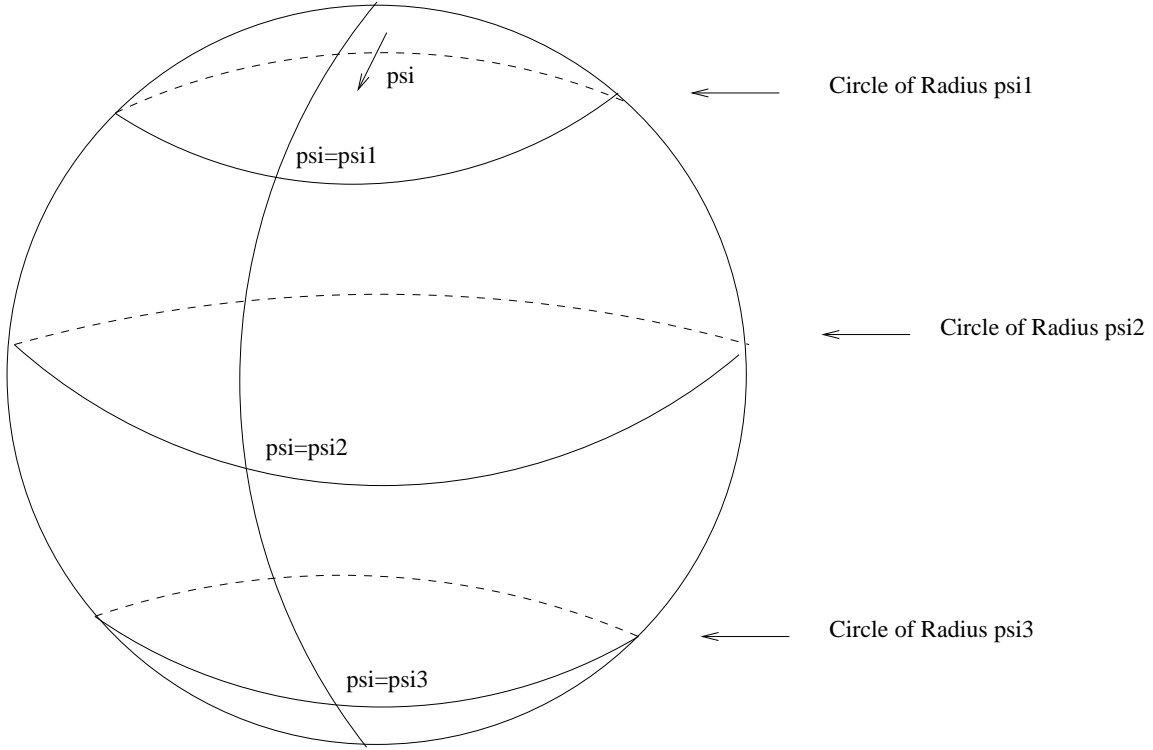 psi
Circle of Radius psi1
psi=psi1
Circle of Radius psi2
psi=psi2
Circle of Radius psi3
psi=psi3